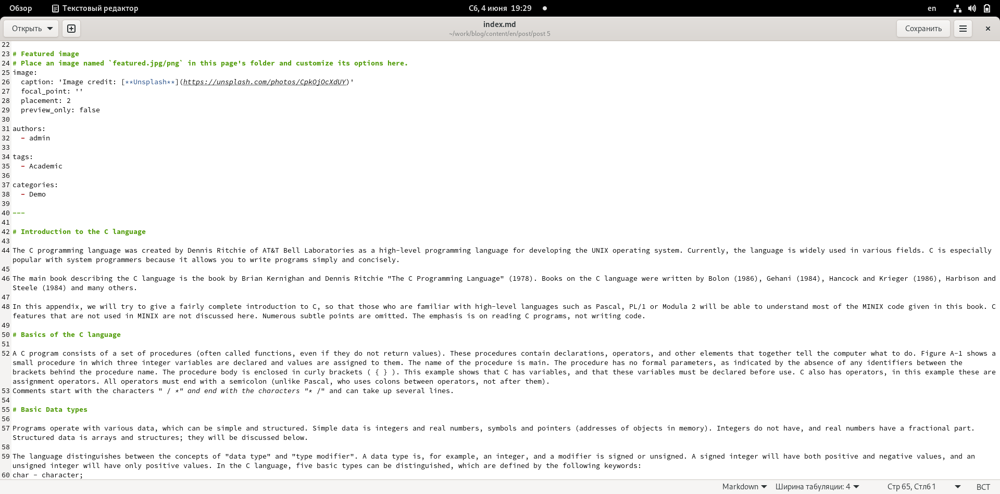 Обзор
Текстовый редактор
Сб, 4 июня 19:29
en
Открыть
index.md
~/work/blog/content/en/post/post 5
Сохранить
22
23 # Featured image
24 # Place an image named `featured.jpg/png` in this page's folder and customize its options here.
25 image:
26   caption: 'Image credit: [**Unsplash**](https://unsplash.com/photos/CpkOjOcXdUY)'
27   focal_point: ''
28   placement: 2
29   preview_only: false
30
31 authors:
32   - admin
33
34 tags:
35   - Academic
36
37 categories:
38   - Demo
39
40 ---
41
42 # Introduction to the C language
43
44 The C programming language was created by Dennis Ritchie of AT&T Bell Laboratories as a high-level programming language for developing the UNIX operating system. Currently, the language is widely used in various fields. C is especially
popular with system programmers because it allows you to write programs simply and concisely.
45
46 The main book describing the C language is the book by Brian Kernighan and Dennis Ritchie "The C Programming Language" (1978). Books on the C language were written by Bolon (1986), Gehani (1984), Hancock and Krieger (1986), Harbison and
Steele (1984) and many others.
47
48 In this appendix, we will try to give a fairly complete introduction to C, so that those who are familiar with high-level languages such as Pascal, PL/1 or Modula 2 will be able to understand most of the MINIX code given in this book. C
features that are not used in MINIX are not discussed here. Numerous subtle points are omitted. The emphasis is on reading C programs, not writing code.
49
50 # Basics of the C language
51
52 A C program consists of a set of procedures (often called functions, even if they do not return values). These procedures contain declarations, operators, and other elements that together tell the computer what to do. Figure A-1 shows a
small procedure in which three integer variables are declared and values are assigned to them. The name of the procedure is main. The procedure has no formal parameters, as indicated by the absence of any identifiers between the
brackets behind the procedure name. The procedure body is enclosed in curly brackets ( { } ). This example shows that C has variables, and that these variables must be declared before use. C also has operators, in this example these are
assignment operators. All operators must end with a semicolon (unlike Pascal, who uses colons between operators, not after them).
53 Comments start with the characters " / *" and end with the characters "* /" and can take up several lines.
54
55 # Basic Data types
56
57 Programs operate with various data, which can be simple and structured. Simple data is integers and real numbers, symbols and pointers (addresses of objects in memory). Integers do not have, and real numbers have a fractional part.
Structured data is arrays and structures; they will be discussed below.
58
59 The language distinguishes between the concepts of "data type" and "type modifier". A data type is, for example, an integer, and a modifier is signed or unsigned. A signed integer will have both positive and negative values, and an
unsigned integer will have only positive values. In the C language, five basic types can be distinguished, which are defined by the following keywords:
60 char - character;
Markdown
Ширина табуляции: 4
Стр 65, Стлб1
ВСТ